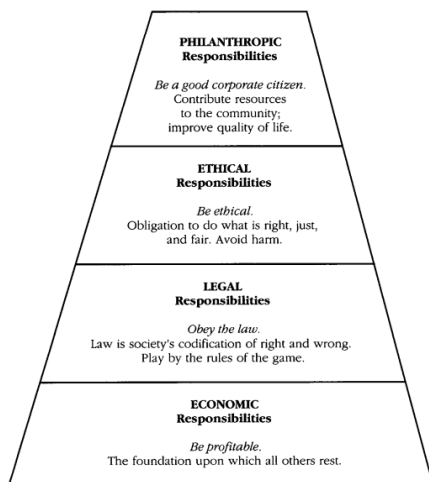 PHILANTHROPIC
Responsibilities
Be a good corporate citizen.
Contribute resources
to the community;
improve quality of life.
ETHICAL
Responsibilities
Be ethical.
Obligation to do what is right, just,
and fair. Avoid harm.
LEGAL
Responsibilities
Obey the law.
Law is society's codification of right and wrong.
Play by the rules of the game.
ECONOMIC
Responsibilities
Be profitable.
The foundation upon which all others rest.